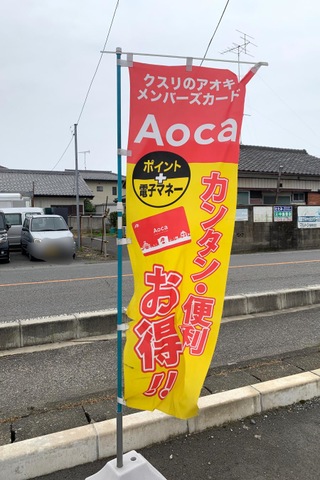 クスリのアオキ
メンバーズカード
Aoca
ポイント
+
電子マネー
Aoca
カンタン・便利
お得!!